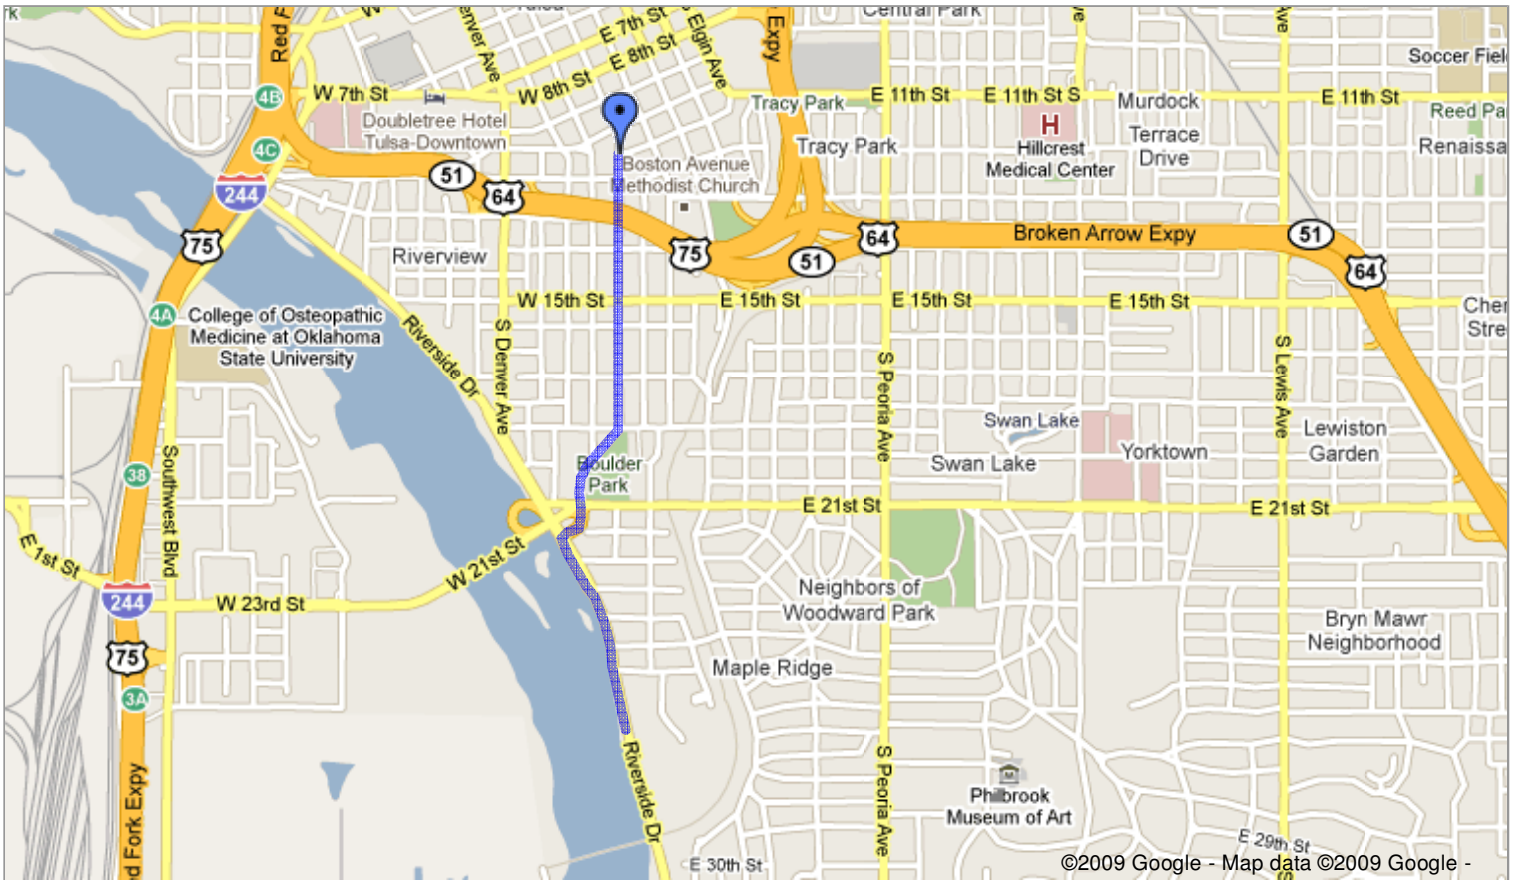 Red F
E 7th St
Central Park
Expy
enver Ave
Elgin Ave
E 8th St
Soccer Fiel
4B
W 7th St
W 8th St
Tracy Park
E 11th St
E 11th St S
Murdock
Terrace
Drive
E 11th St
Reed Pa
Renaissa
Doubletree Hotel
Tulsa-Downtown
H
Hillcrest
Medical Center
Tracy Park
4C
51
64
Boston Avenue
Methodist Church
244
75
Riverview
75
51
64
Broken Arrow Expy
51
64
W 15th St
E 15th St
E 15th St
E 15th St
Cher
Stre
4A
College of Osteopathic
Medicine at Oklahoma
State University
Riverside Dr
S Denver Ave
S Peoria Ave
S Lewis Ave
Swan Lake
Swan Lake
Yorktown
Lewiston
Garden
38
Southwest Blvd
Boulder
Park
E 21st St
E 21st St
E 1st St
W 21st St
244
W 23rd St
Neighbors of
Woodward Park
Bryn Mawr
Neighborhood
75
Maple Ridge
3A
Riverside Dr
S Peoria Ave
Philbrook
Museum of Art
ed Fork Expy
E 30th St
E 29th St
S
©2009 Google - Map data ©2009 Google -